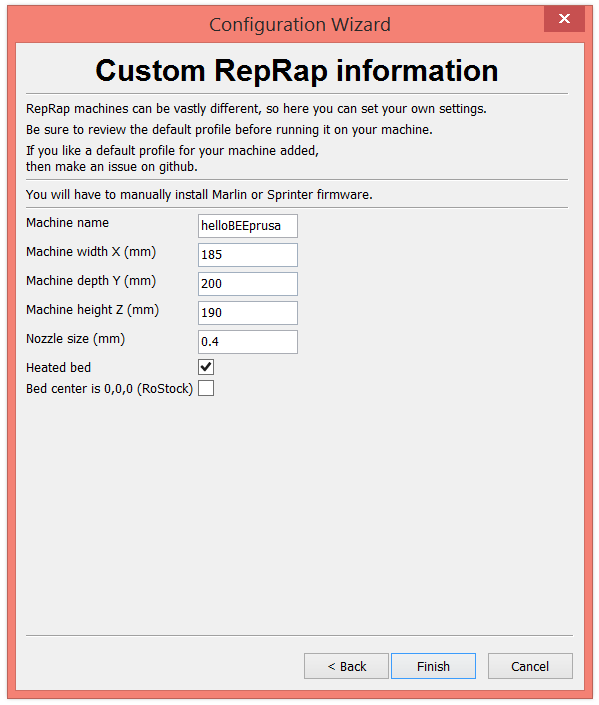 Configuration Wizard
Custom RepRap information
RepRap machines can be vastly different, so here you can set your own settings.
Be sure to review the default profile before running it on your machine.
If you like a default profile for your machine added,
then make an issue on github.
You will have to manually install Marlin or Sprinter firmware.
Machine name helloBEEprusa
Machine width X (mm) 185
Machine depth Y (mm) 200
Machine height Z (mm) 190
Nozzle size (mm) 0.4
Heated bed
Bed center is 0,0,0 (RoStock)
< Back Finish Cancel